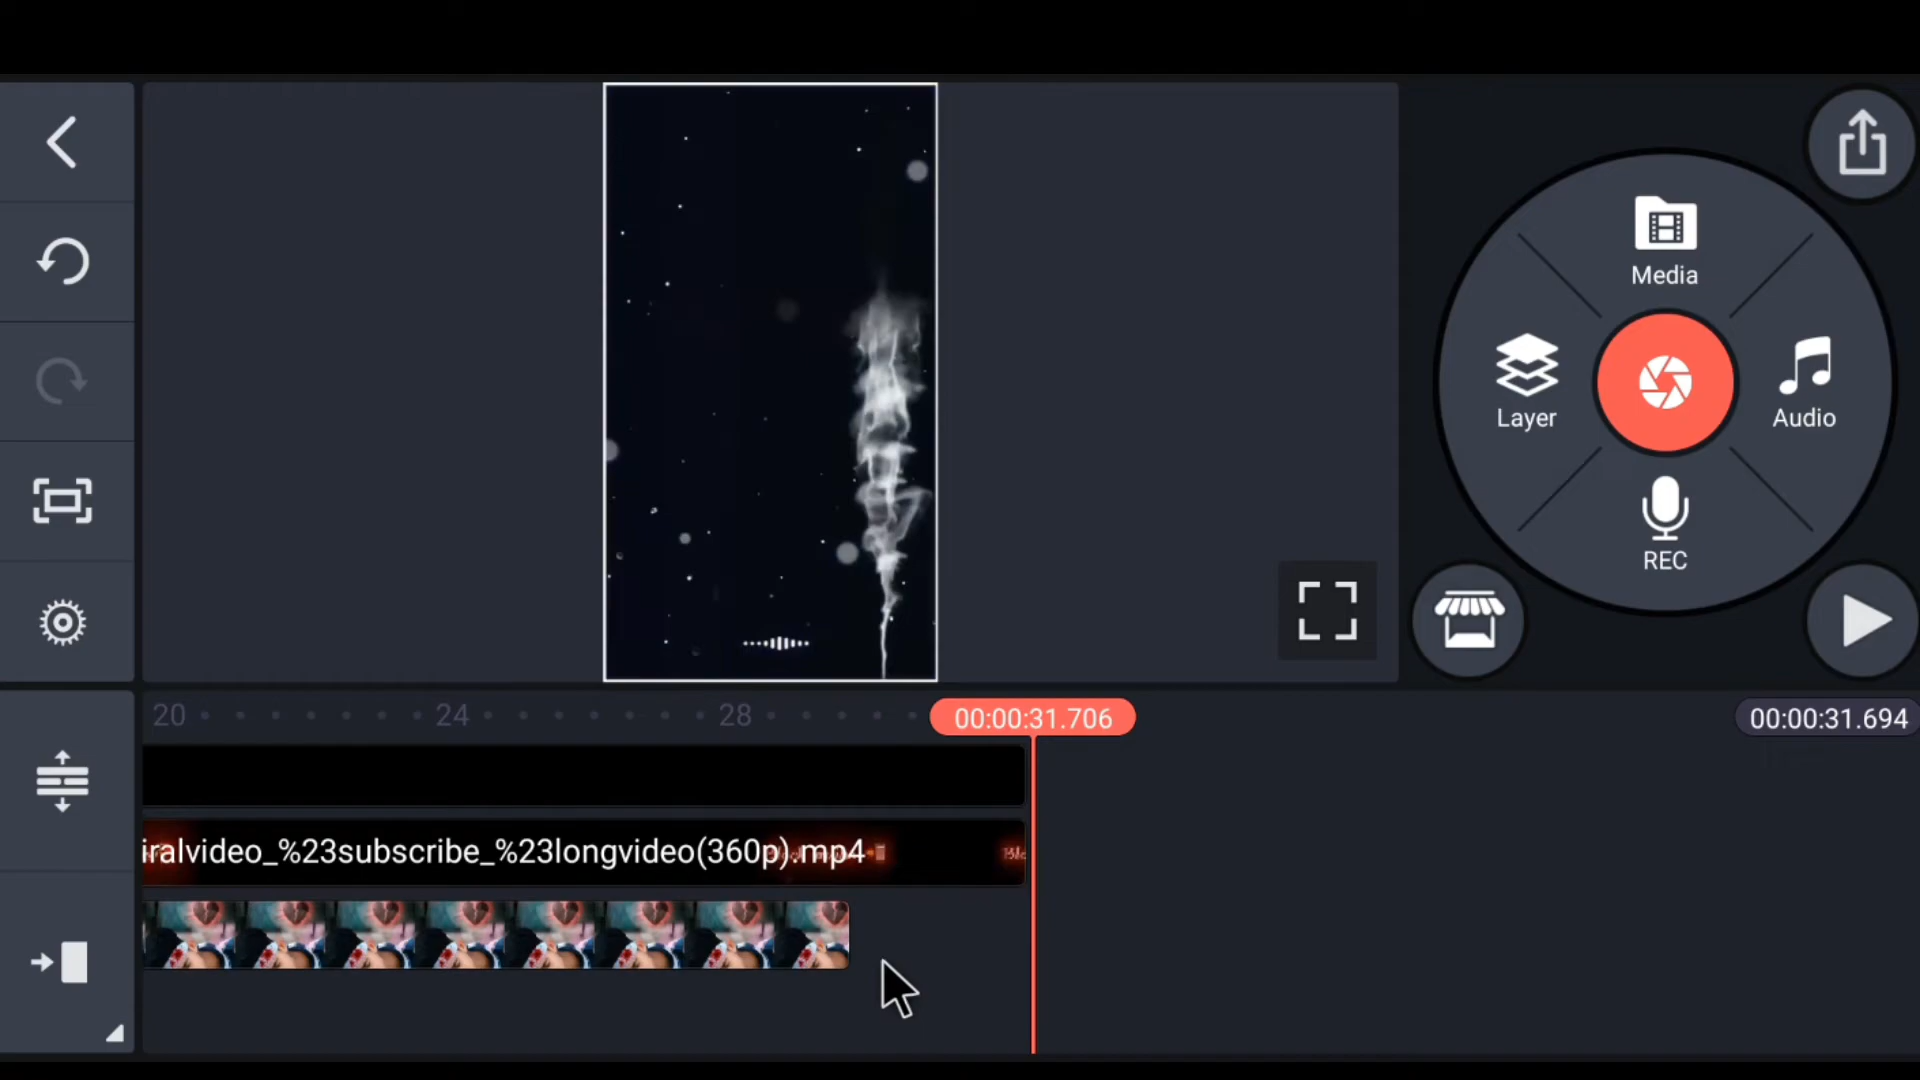 Media
Layer
Audio
REC
20
24
28
00:00:31.706
00:00:31.694
iralvideo_%23subscribe_%23longvideo(360p).mp4